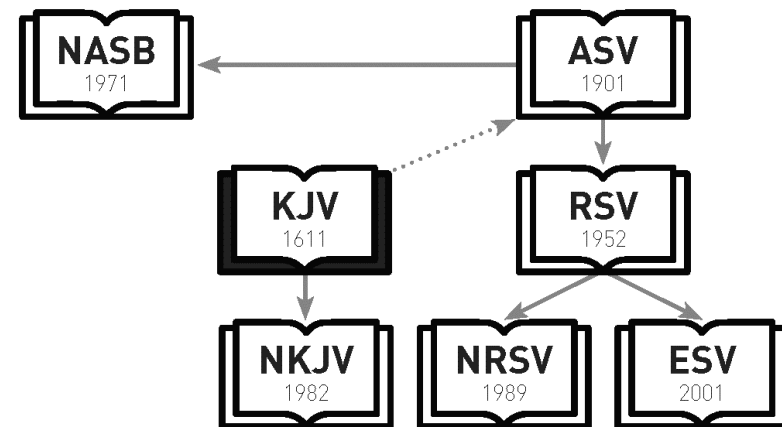 NASB
1971
ASV
1901
KJV
1611
RSV
1952
NKJV
1982
NRSV
1989
ESV
2001